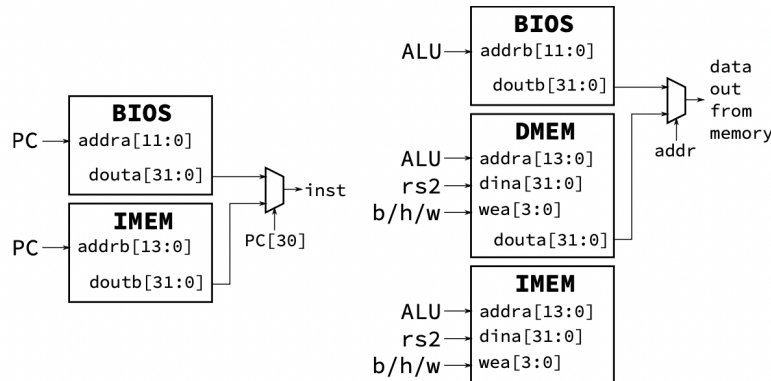 BIOS
PC
addra[11:0]
douta[31:0]
IMEM
PC
addrb[13:0]
doutb[31:0]
inst
PC[30]
BIOS
ALU
addrb[11:0]
doutb[31:0]
DMEM
ALU
addra[13:0]
rs2
dina[31:0]
b/h/w
wea[3:0]
douta[31:0]
data
out
from
memory
addr
IMEM
ALU
addra[13:0]
rs2
dina[31:0]
b/h/w
wea[3:0]